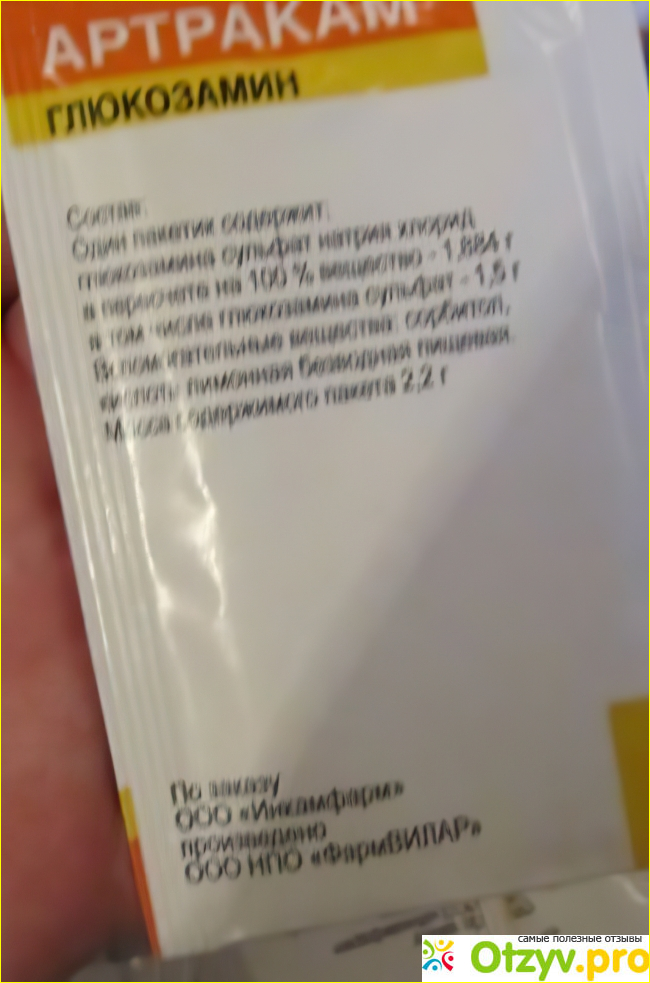 АРТРАКАМ®
ГЛЮКОЗАМИН
Состав:
Один пакетик содержит:
глюкозамина сульфат натрия хлорид
в пересчете на 100 % вещество - 1,884 г
в том числе глюкозамина сульфат - 1,5 г
Вспомогательные вещества: сорбитол,
кислота лимонная безводная пищевая.
Масса содержимого пакета 2,2 г
По заказу
ООО «Инкамфарм»
произведено
ООО НПО «ФармВИЛАР»
самые полезные отзывы
Otzyv.pro